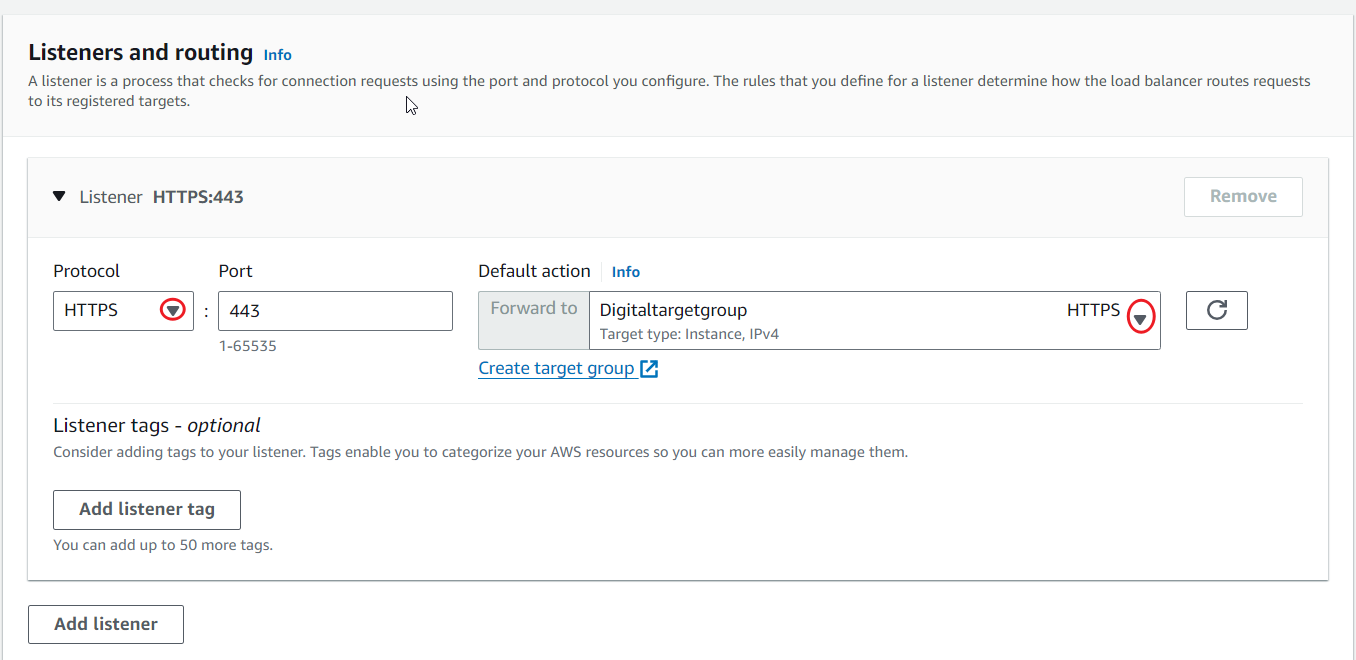 Listeners and routing Info
A listener is a process that checks for connection requests using the port and protocol you configure. The rules that you define for a listener determine how the load balancer routes requests
to its registered targets.
Listener HTTPS:443
Remove
Protocol
Port
Default action
Info
HTTPS
:
443
Forward to
Digitaltargetgroup
HTTPS
Target type: Instance, IPv4
1-65535
Create target group
Listener tags - optional
Consider adding tags to your listener. Tags enable you to categorize your AWS resources so you can more easily manage them.
Add listener tag
You can add up to 50 more tags.
Add listener